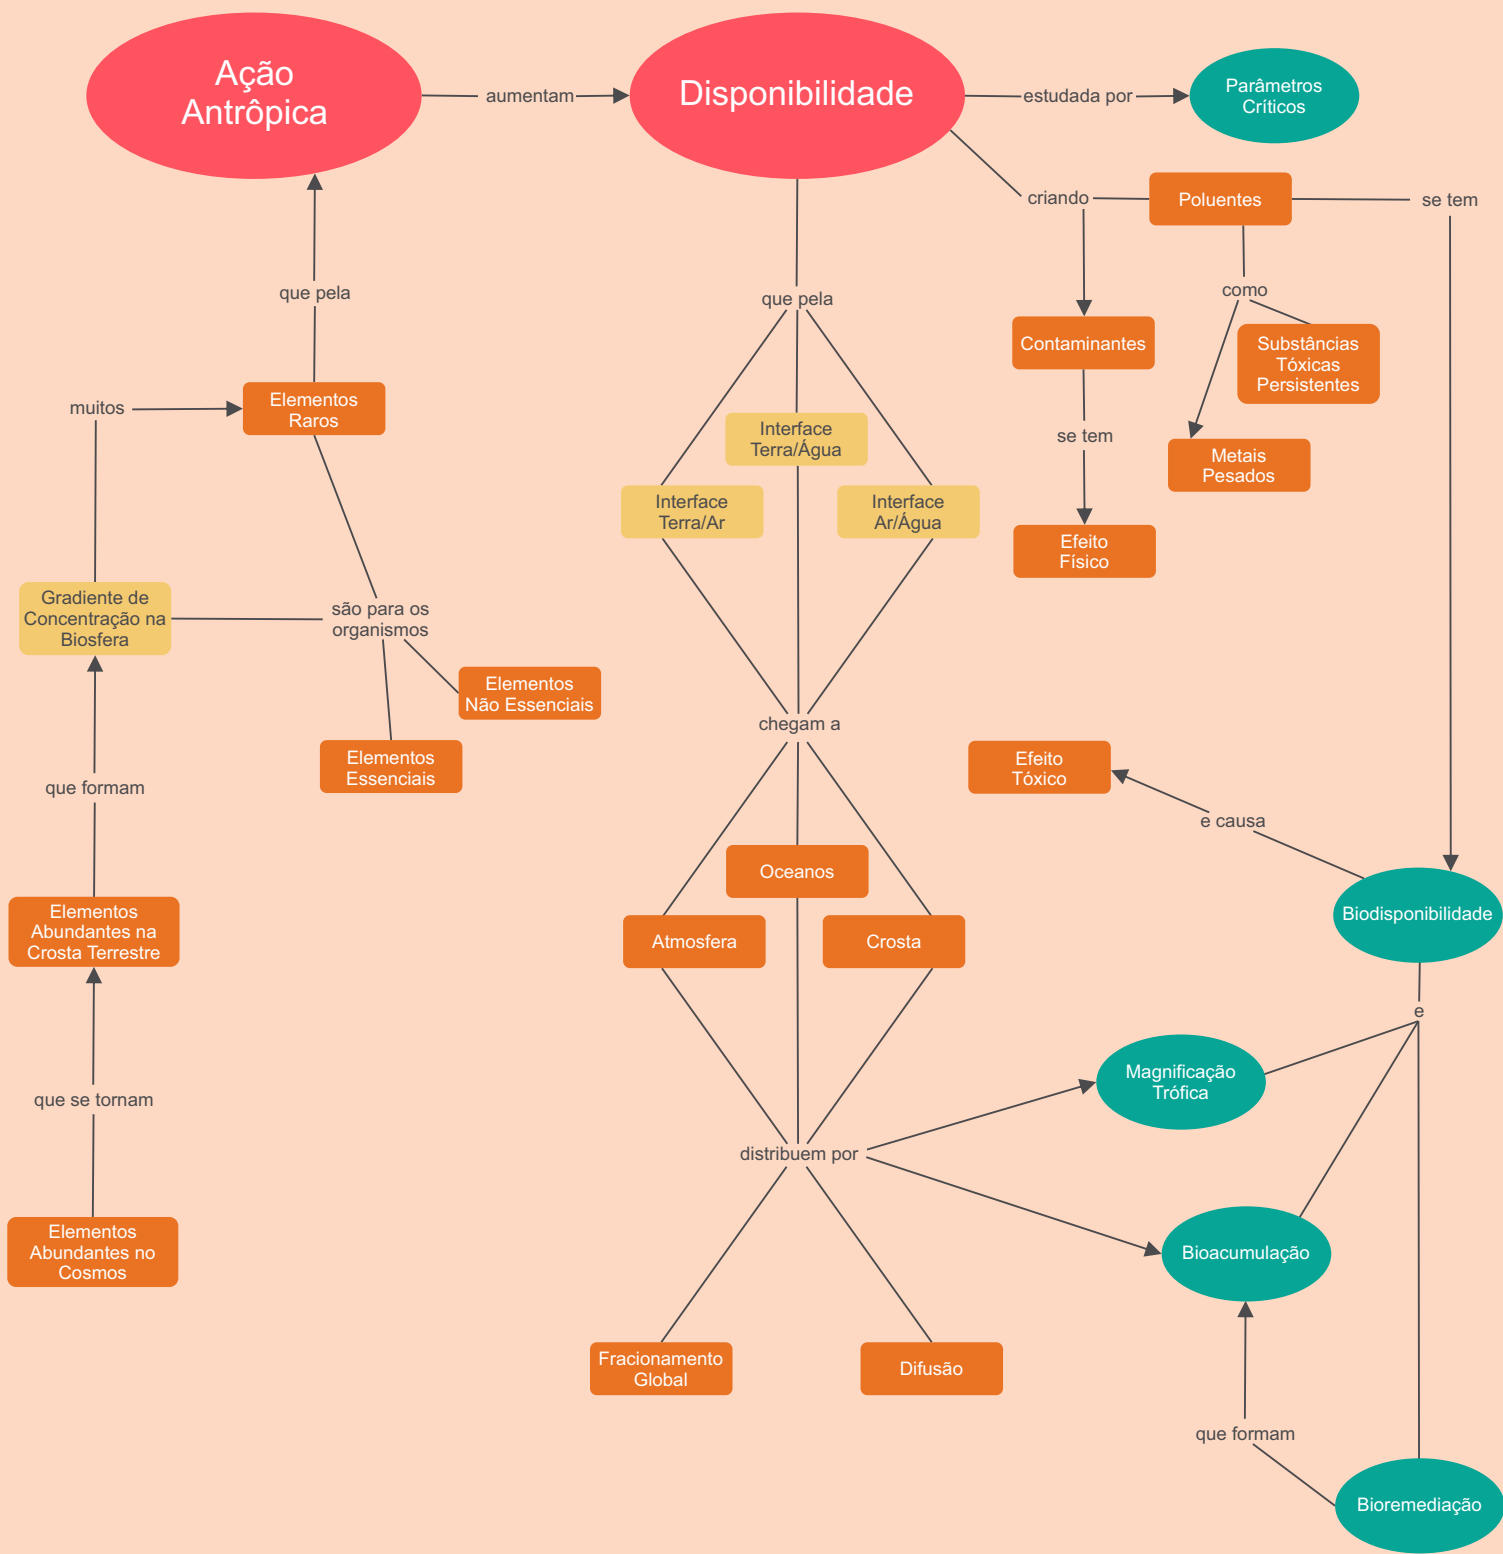 Ação
Antrôpica
aumentam
Disponibilidade
estudada por
Parâmetros
Críticos
criando
Poluentes
se tem
que pela
que pela
como
Contaminantes
Substâncias
Tóxicas
Persistentes
muitos
Elementos
Raros
Interface
Terra/Água
se tem
Metais
Pesados
Interface
Terra/Ar
Interface
Ar/Água
Efeito
Físico
Gradiente de
Concentração na
Biosfera
são para os
organismos
Elementos
Não Essenciais
chegam a
Elementos
Essenciais
Efeito
Tóxico
que formam
e causa
Oceanos
Elementos
Abundantes na
Crosta Terrestre
Atmosfera
Crosta
Biodisponibilidade
e
Magnificação
Trófica
que se tornam
distribuem por
Elementos
Abundantes no
Cosmos
Bioacumulação
Fracionamento
Global
Difusão
que formam
Bioremediação